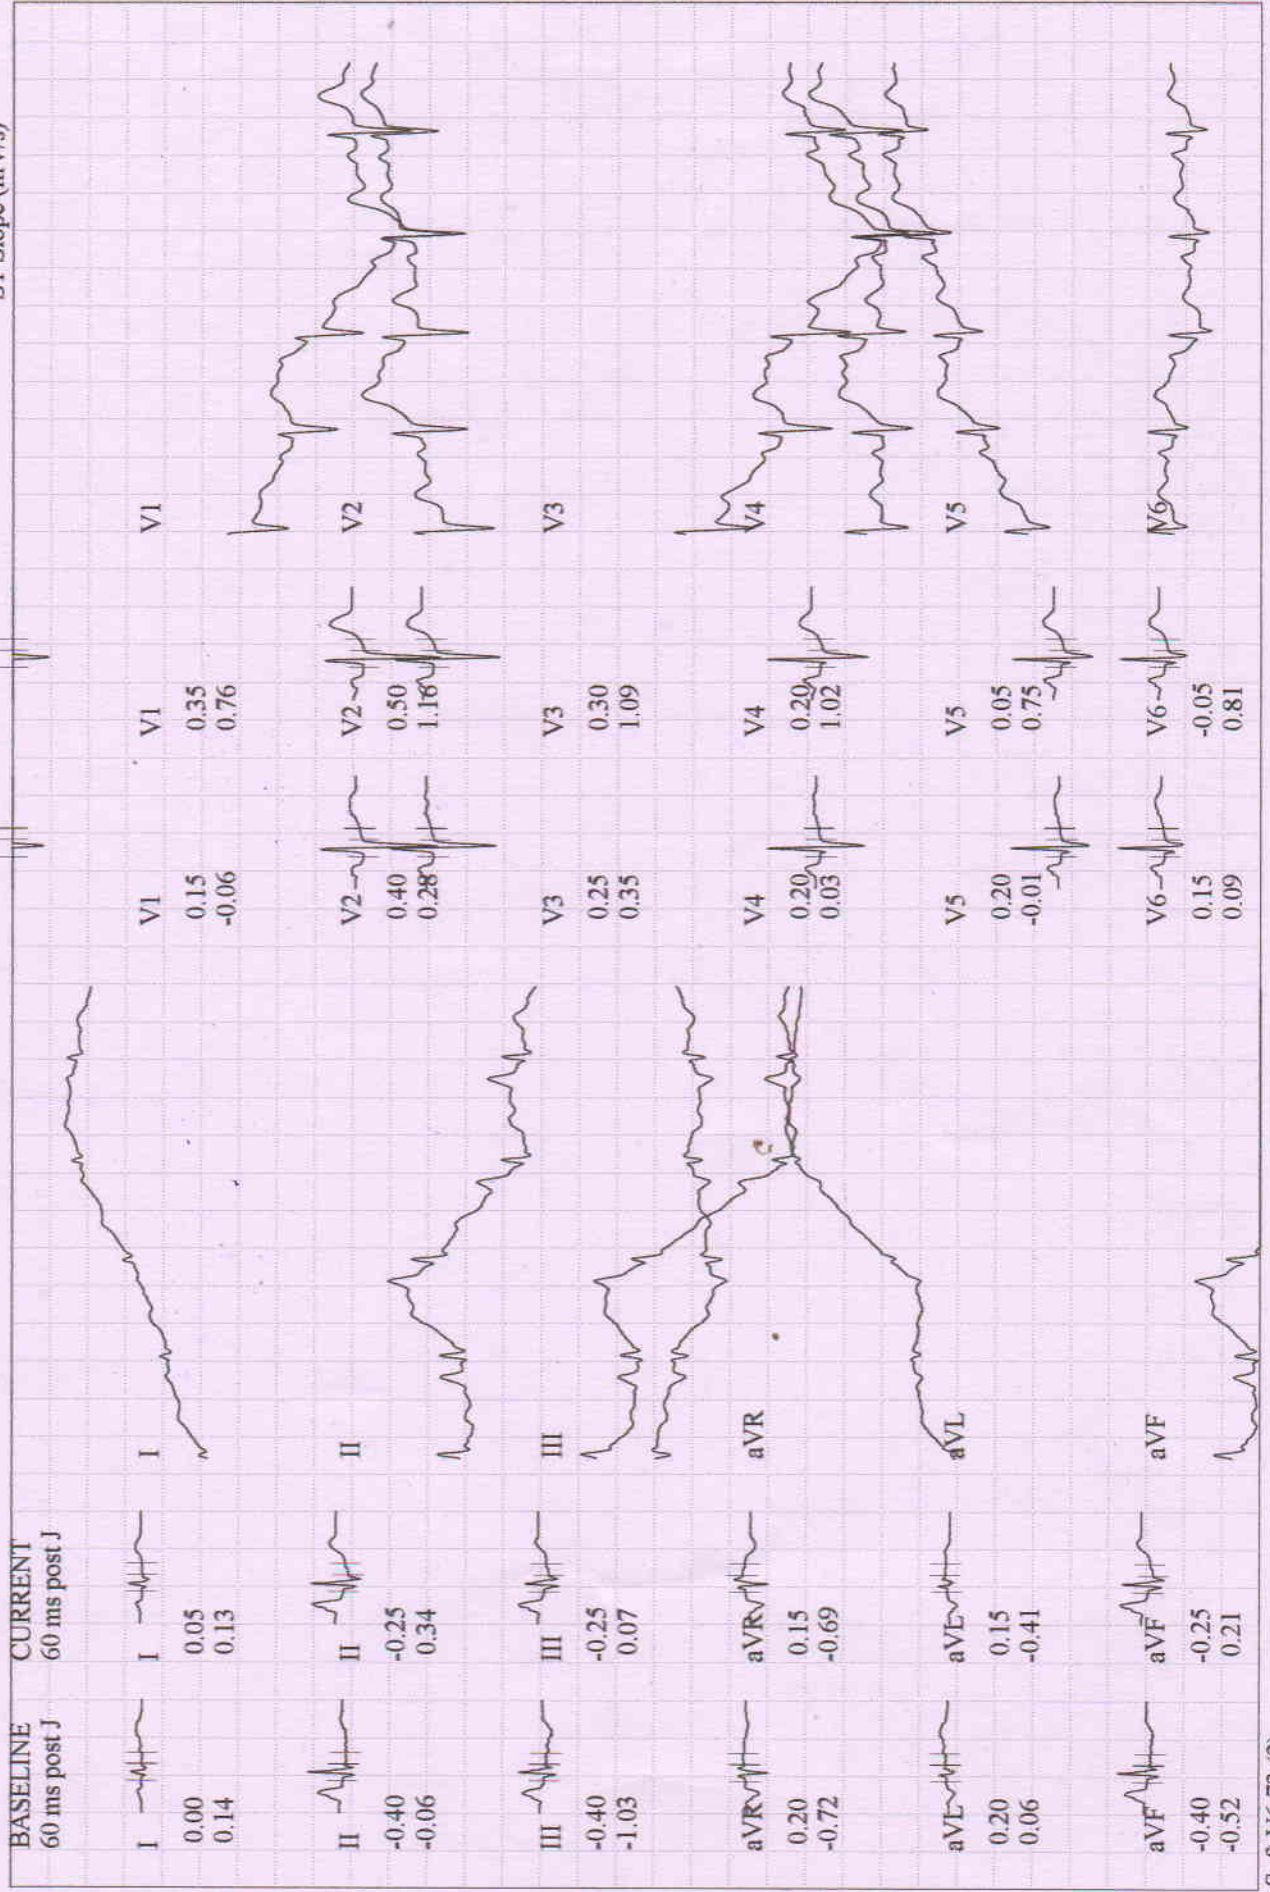 ST Slope (mV/s)
BASELINE
60 ms post J
CURRENT
60 ms post J
I
0.00
0.14
I
0.05
0.13
I
V1
0.15
-0.06
V1
0.35
0.76
V1
II
-0.40
-0.06
II
-0.25
0.34
II
V2
0.40
0.28
V2
0.50
1.16
V2
III
-0.40
-1.03
III
-0.25
0.07
III
V3
0.25
0.35
V3
0.30
1.09
V3
aVR
0.20
-0.72
aVR
0.15
-0.69
aVR
V4
0.20
0.03
V4
0.20
1.02
V4
aVL
0.20
0.06
aVL
0.15
-0.41
aVL
V5
0.20
-0.01
V5
0.05
0.75
V5
aVF
-0.40
-0.52
aVF
-0.25
0.21
aVF
V6
0.15
0.09
V6
-0.05
0.81
V6